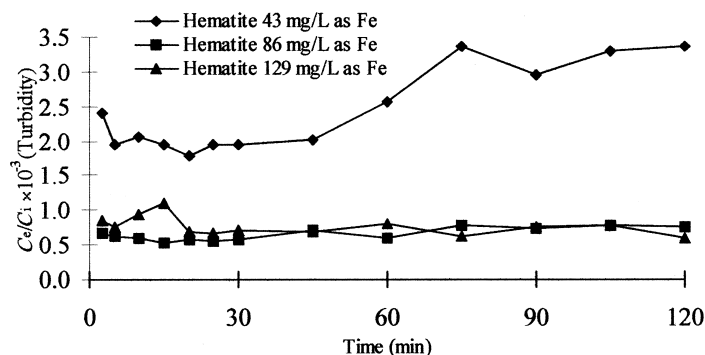 Hematite 43 mg/L as Fe
Hematite 86 mg/L as Fe
Hematite 129 mg/L as Fe
Ce/Ci ×10⁻³ (Turbidity)
3.5
3.0
2.5
2.0
1.5
1.0
0.5
0.0
0 30 60 90 120
Time (min)